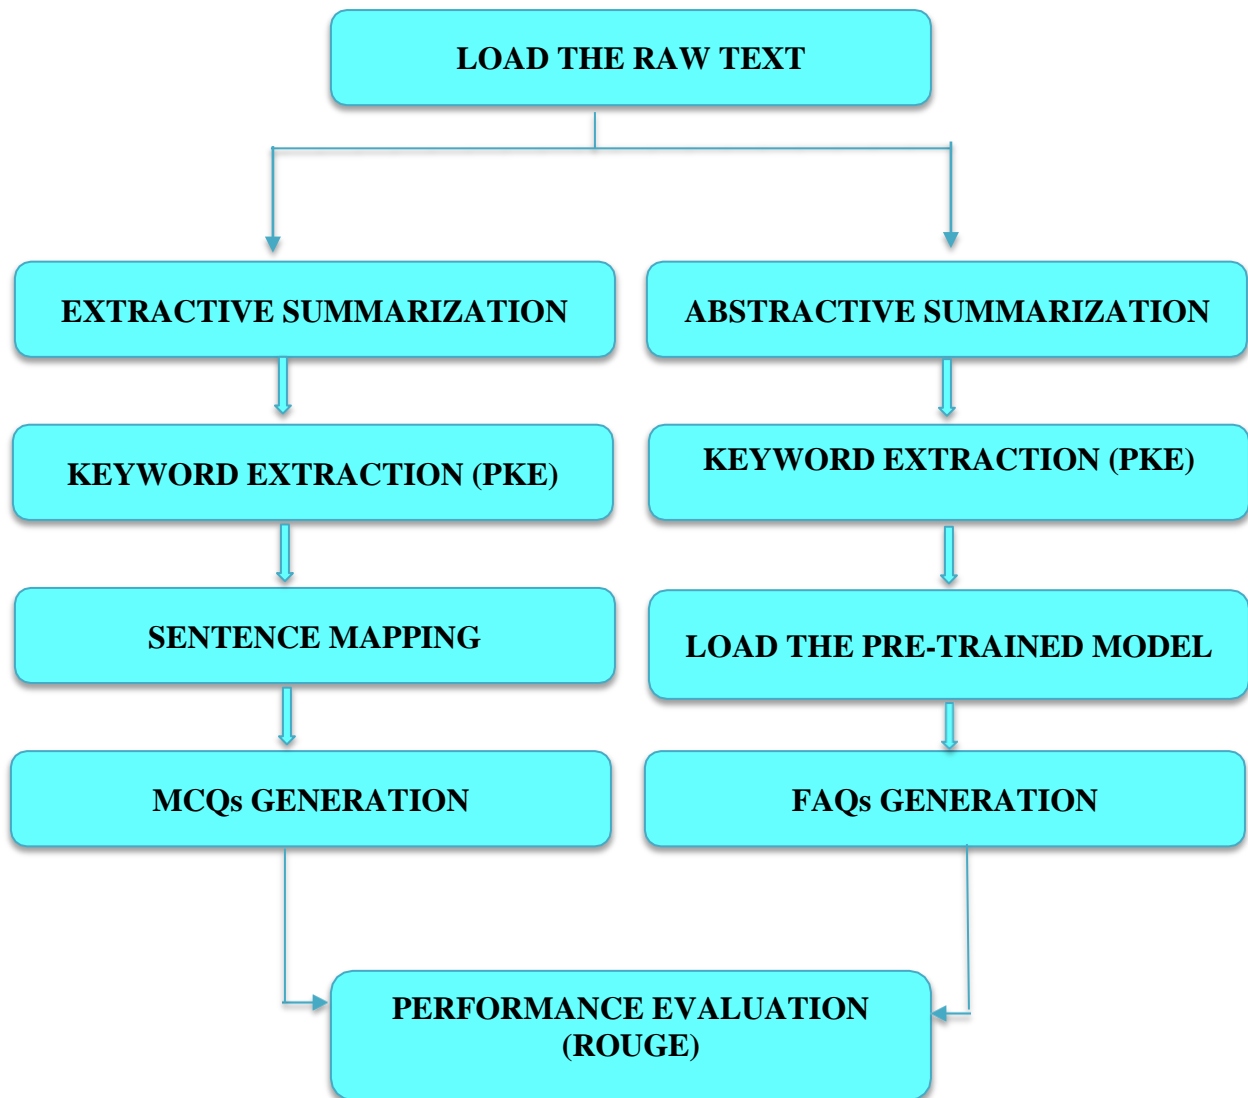 LOAD THE RAW TEXT
EXTRACTIVE SUMMARIZATION
ABSTRACTIVE SUMMARIZATION
KEYWORD EXTRACTION (PKE)
KEYWORD EXTRACTION (PKE)
SENTENCE MAPPING
LOAD THE PRE-TRAINED MODEL
MCQs GENERATION
FAQs GENERATION
PERFORMANCE EVALUATION
(ROUGE)